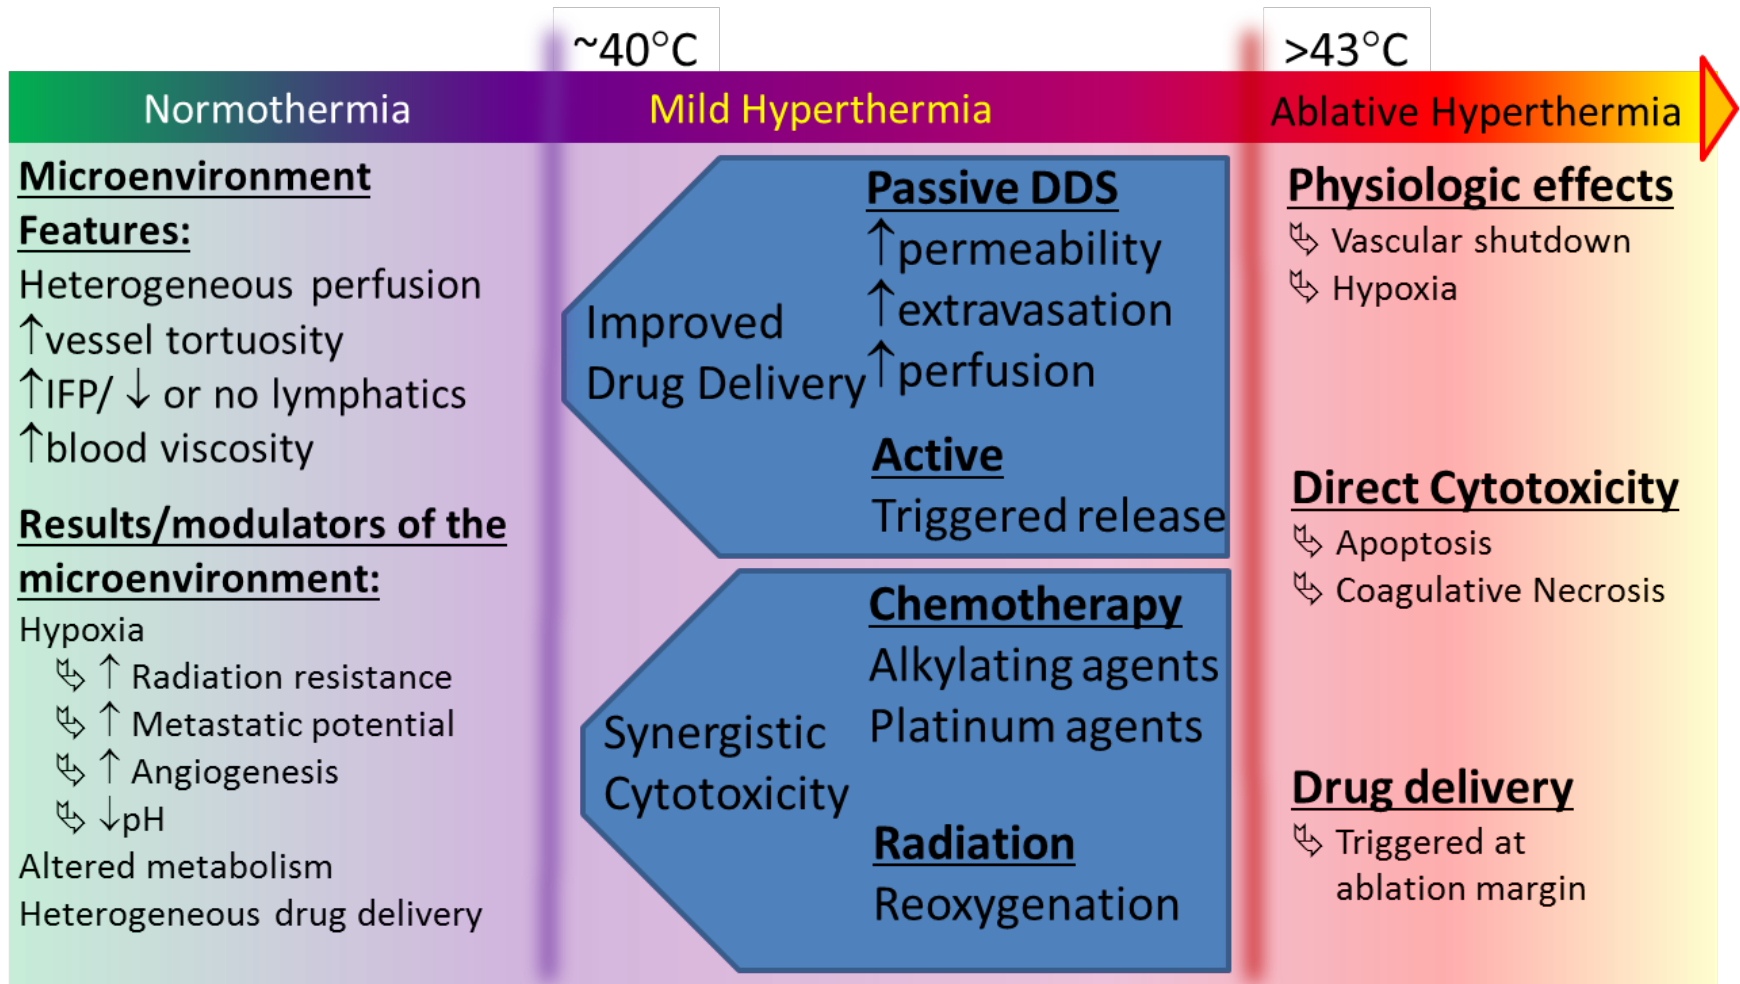 ~40°C
>43°C
Normothermia
Mild Hyperthermia
Ablative Hyperthermia
Microenvironment
Features:
Heterogeneous perfusion
↑vessel tortuosity
↑IFP/ ↓ or no lymphatics
↑blood viscosity
Results/modulators of the
microenvironment:
Hypoxia
↳ ↑ Radiation resistance
↳ ↑ Metastatic potential
↳ ↑ Angiogenesis
↳ ↓pH
Altered metabolism
Heterogeneous drug delivery
Improved
Drug Delivery
Passive DDS
↑permeability
↑extravasation
↑perfusion
Active
Triggered release
Synergistic
Cytotoxicity
Chemotherapy
Alkylating agents
Platinum agents
Radiation
Reoxygenation
Physiologic effects
↳ Vascular shutdown
↳ Hypoxia
Direct Cytotoxicity
↳ Apoptosis
↳ Coagulative Necrosis
Drug delivery
↳ Triggered at
ablation margin